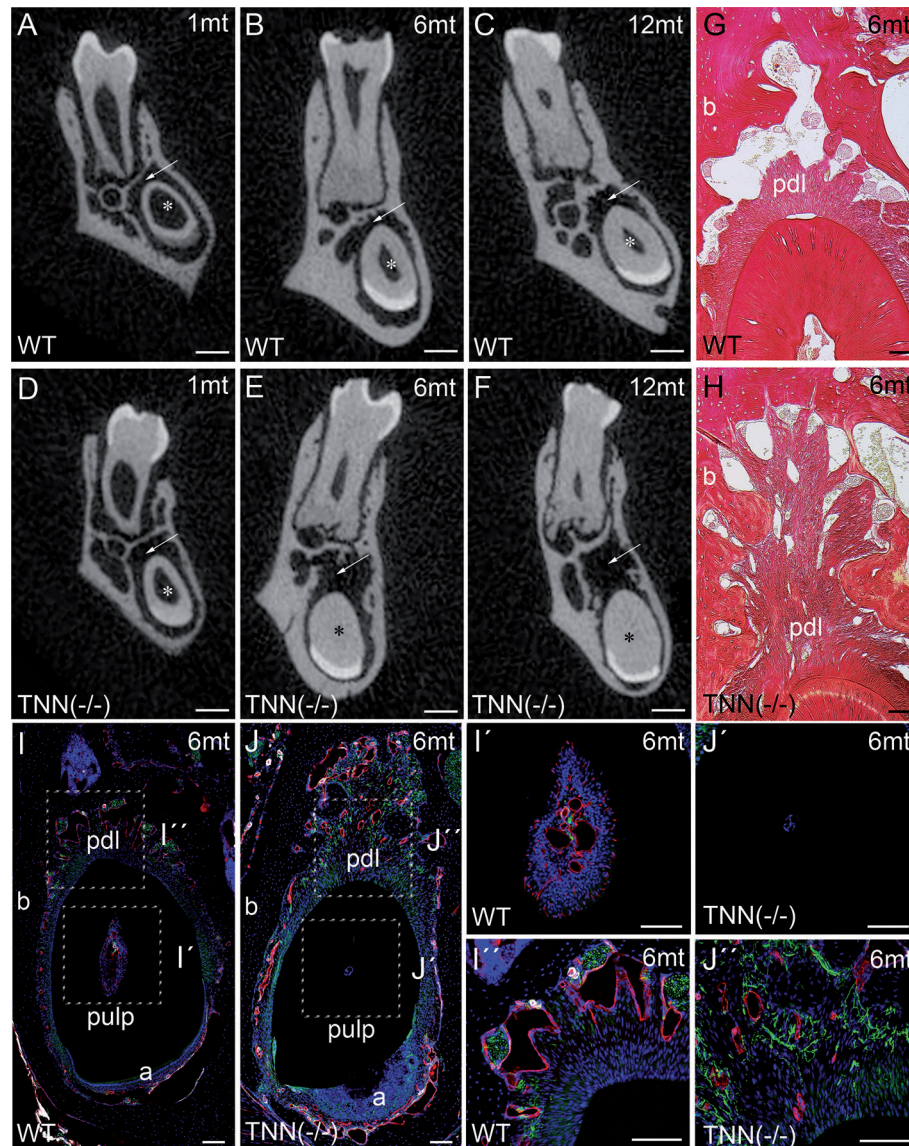 A 1mt
B 6mt
C 12mt
G 6mt
b
pdl
*
*
*
WT
WT
WT
WT
D 1mt
E 6mt
F 12mt
H 6mt
b
*
*
*
pdl
TNN(-/-)
TNN(-/-)
TNN(-/-)
TNN(-/-)
I 6mt
J 6mt
I´ 6mt
J´ 6mt
pdl
I´´
pdl
J´´
b
b
I´
J´
pulp
pulp
a
a
WT
TNN(-/-)
WT
TNN(-/-)
I´´ 6mt
J´´ 6mt
WT
TNN(-/-)